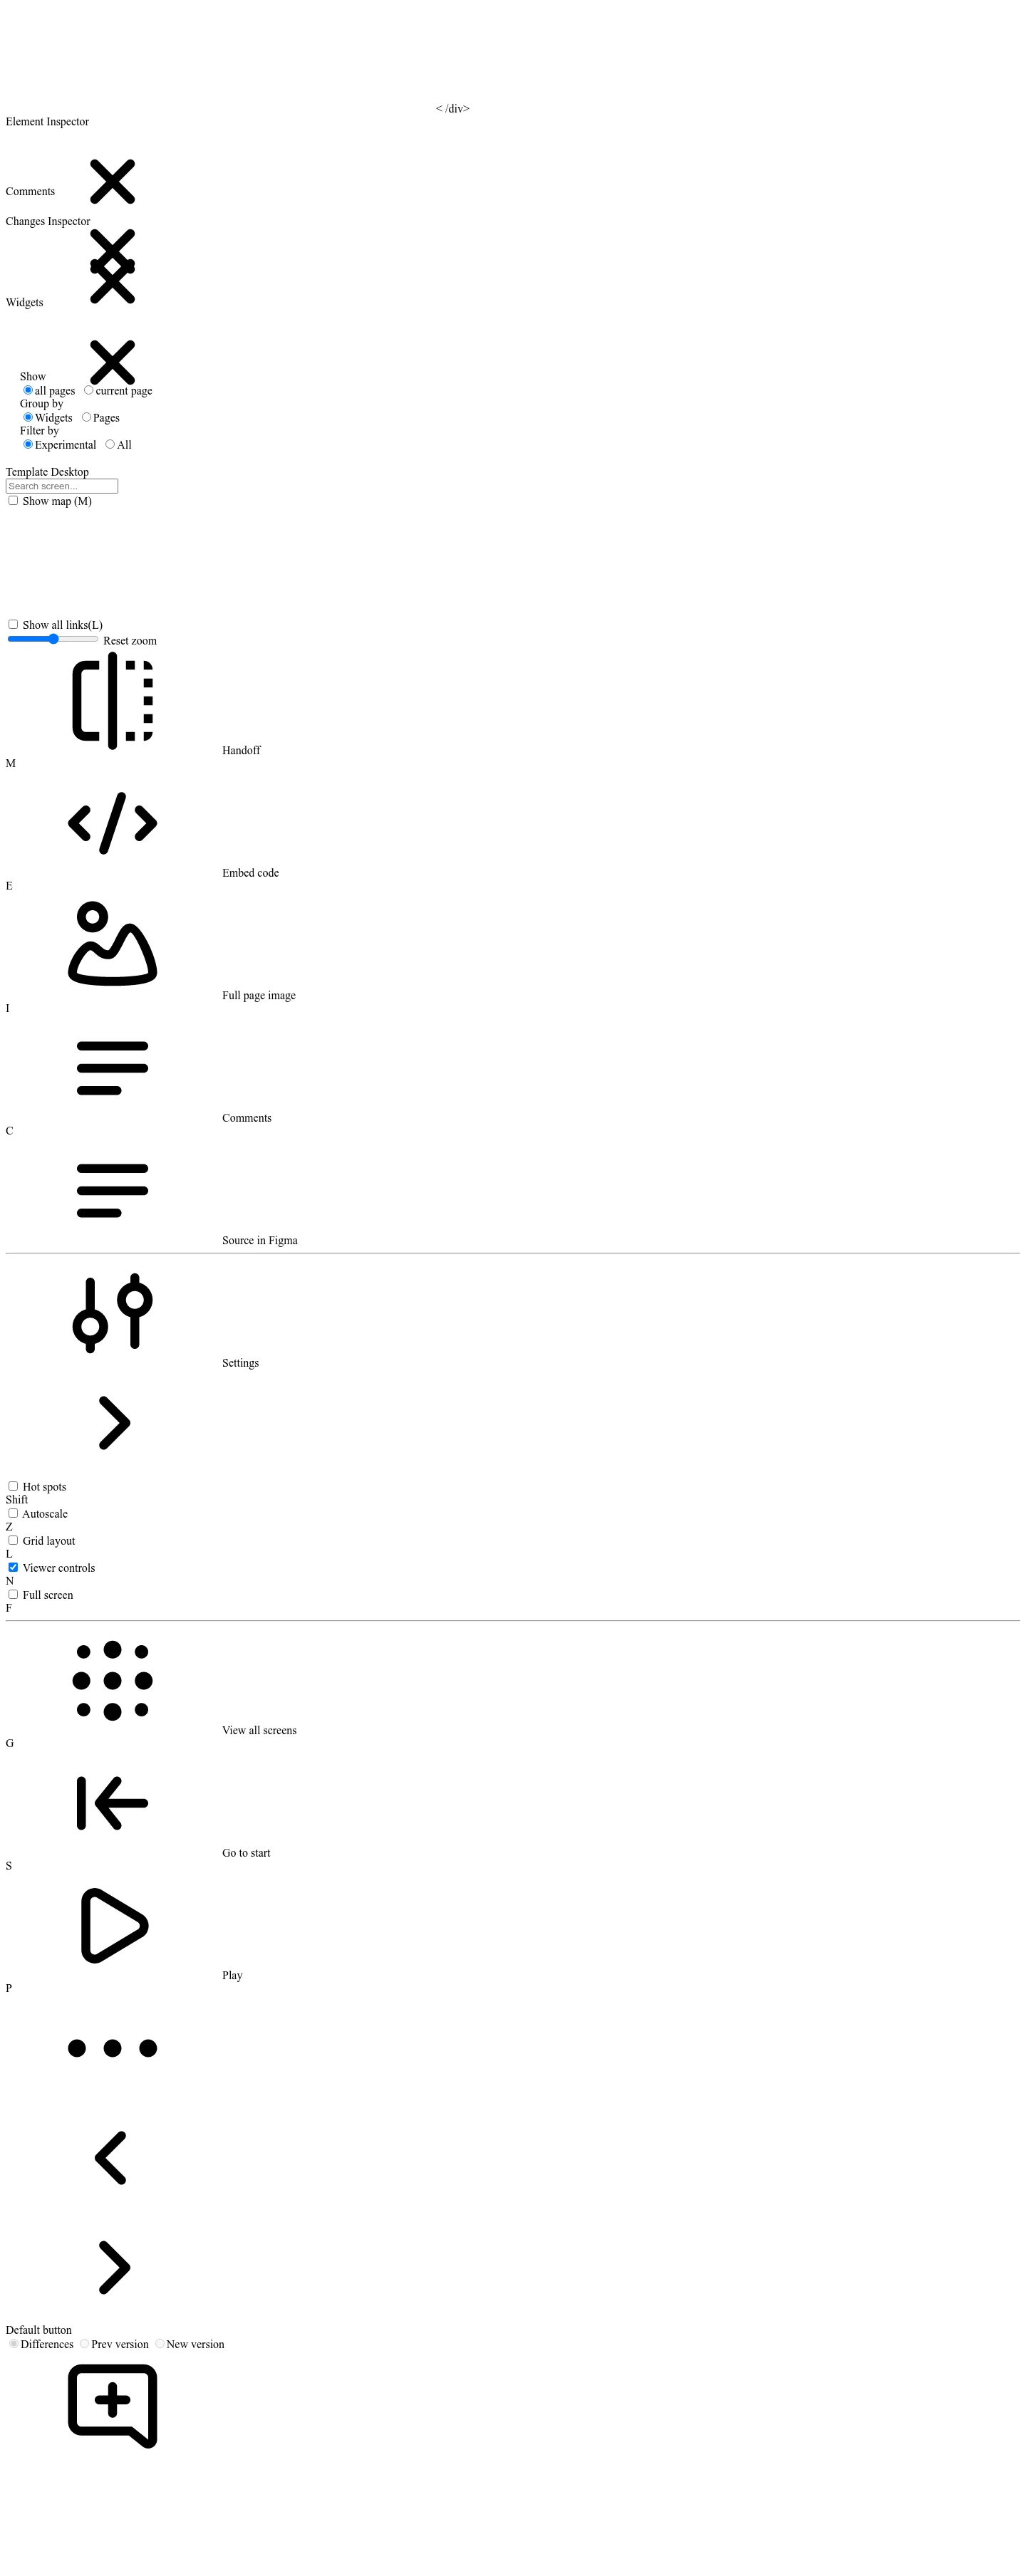 < /div>
Element Inspector
Comments
Changes Inspector
Widgets
Show
all pages current page
Group by
Widgets Pages
Filter by
Experimental All
Template Desktop
Search screen...
Show map (M)
Show all links(L)
Reset zoom
Handoff
M
Embed code
E
Full page image
I
Comments
C
Source in Figma
Settings
Hot spots
Shift
Autoscale
Z
Grid layout
L
Viewer controls
N
Full screen
F
View all screens
G
Go to start
S
Play
P
Default button
Differences Prev version New version